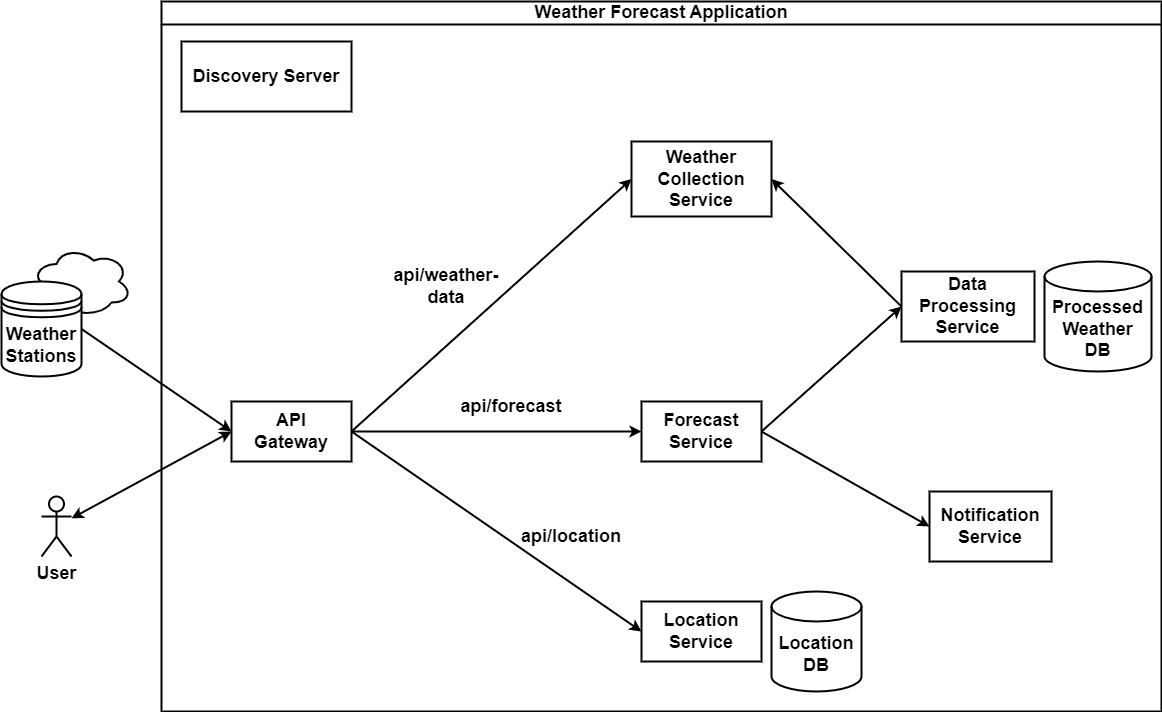 Weather Forecast Application
Discovery Server
Weather
Collection
Service
api/weather-
data
Data
Processing
Service
Processed
Weather
DB
Weather
Stations
API
Gateway
api/forecast
Forecast
Service
Notification
Service
api/location
User
Location
Service
Location
DB